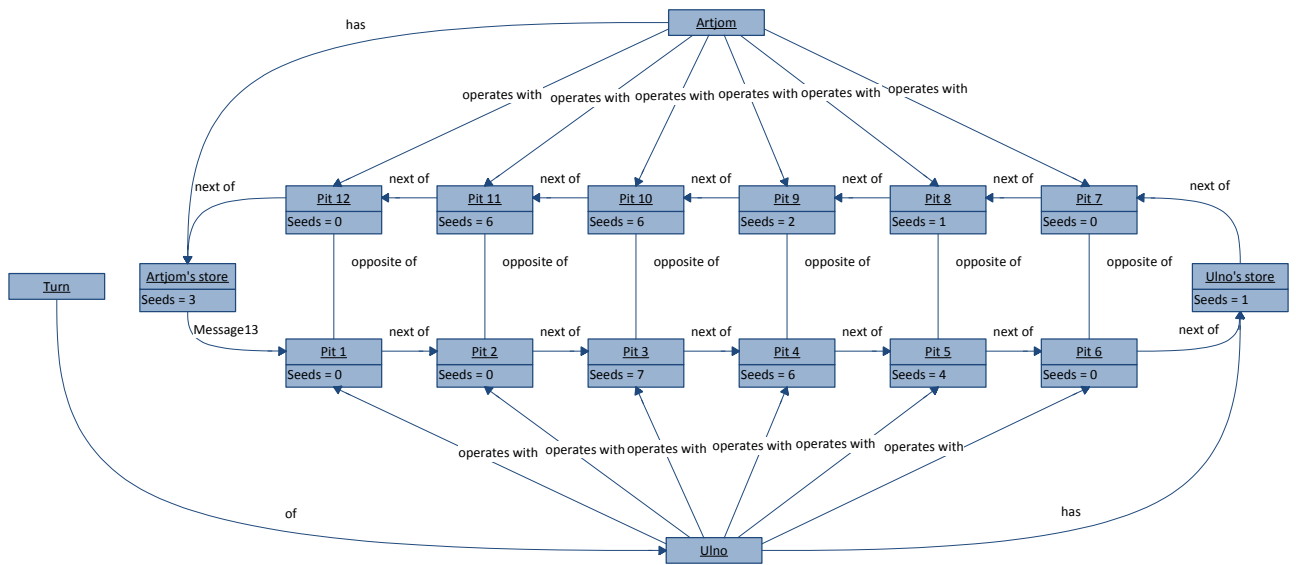 Artjom
has
operates with
operates with
operates with
operates with
operates with
operates with
next of
Pit 12
Seeds = 0
next of
Pit 11
Seeds = 6
next of
Pit 10
Seeds = 6
next of
Pit 9
Seeds = 2
next of
Pit 8
Seeds = 1
next of
Pit 7
Seeds = 0
next of
opposite of
opposite of
opposite of
opposite of
opposite of
opposite of
Turn
Artjom's store
Seeds = 3
Ulno's store
Seeds = 1
Message13
Pit 1
Seeds = 0
next of
Pit 2
Seeds = 0
next of
Pit 3
Seeds = 7
next of
Pit 4
Seeds = 6
next of
Pit 5
Seeds = 4
next of
Pit 6
Seeds = 0
next of
operates with
operates with
operates with
operates with
operates with
operates with
of
has
Ulno